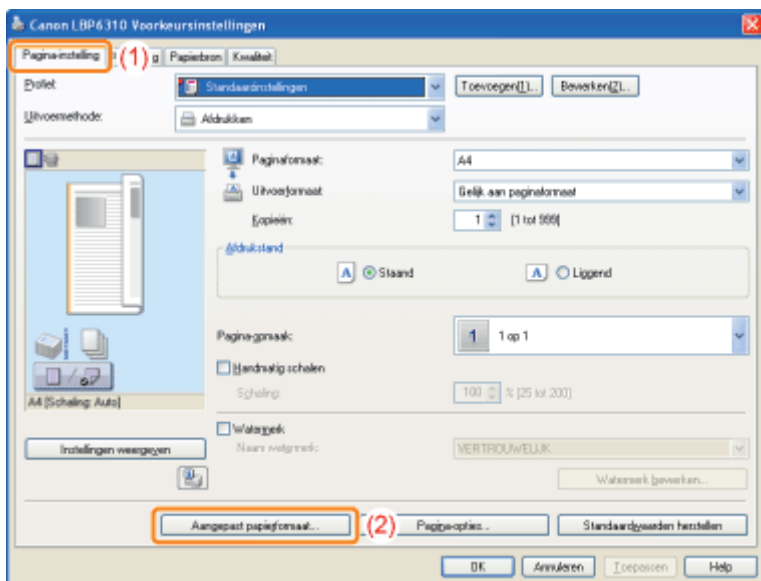 Canon LBP6310 Voorkeursinstellingen
Pagina-instelling (1) g Papierbron Kwaliteit
Profiel: Standaardinstellingen Toevoegen(1)... Bewerken(2)...
Uitvoermethode: Afdrukken
Paginaformaat: A4
Uitvoerformaat: Gelijk aan paginaformaat
Kopieën: 1 [1 tot 999]
Afdrukstand
A Staand A Liggend
Pagina-opmaak: 1 1 op 1
Handmatig schalen
Schaling: 100 % [25 tot 200]
A4 [Schaling: Auto]
Watermerk
Instellingen weergeven Naam watermerk: VERTROUWELIJK
Watermerk bewerken...
Aangepast papierformaat... (2) Pagina-opties... Standaardwaarden herstellen
OK Annuleren Toepassen Help